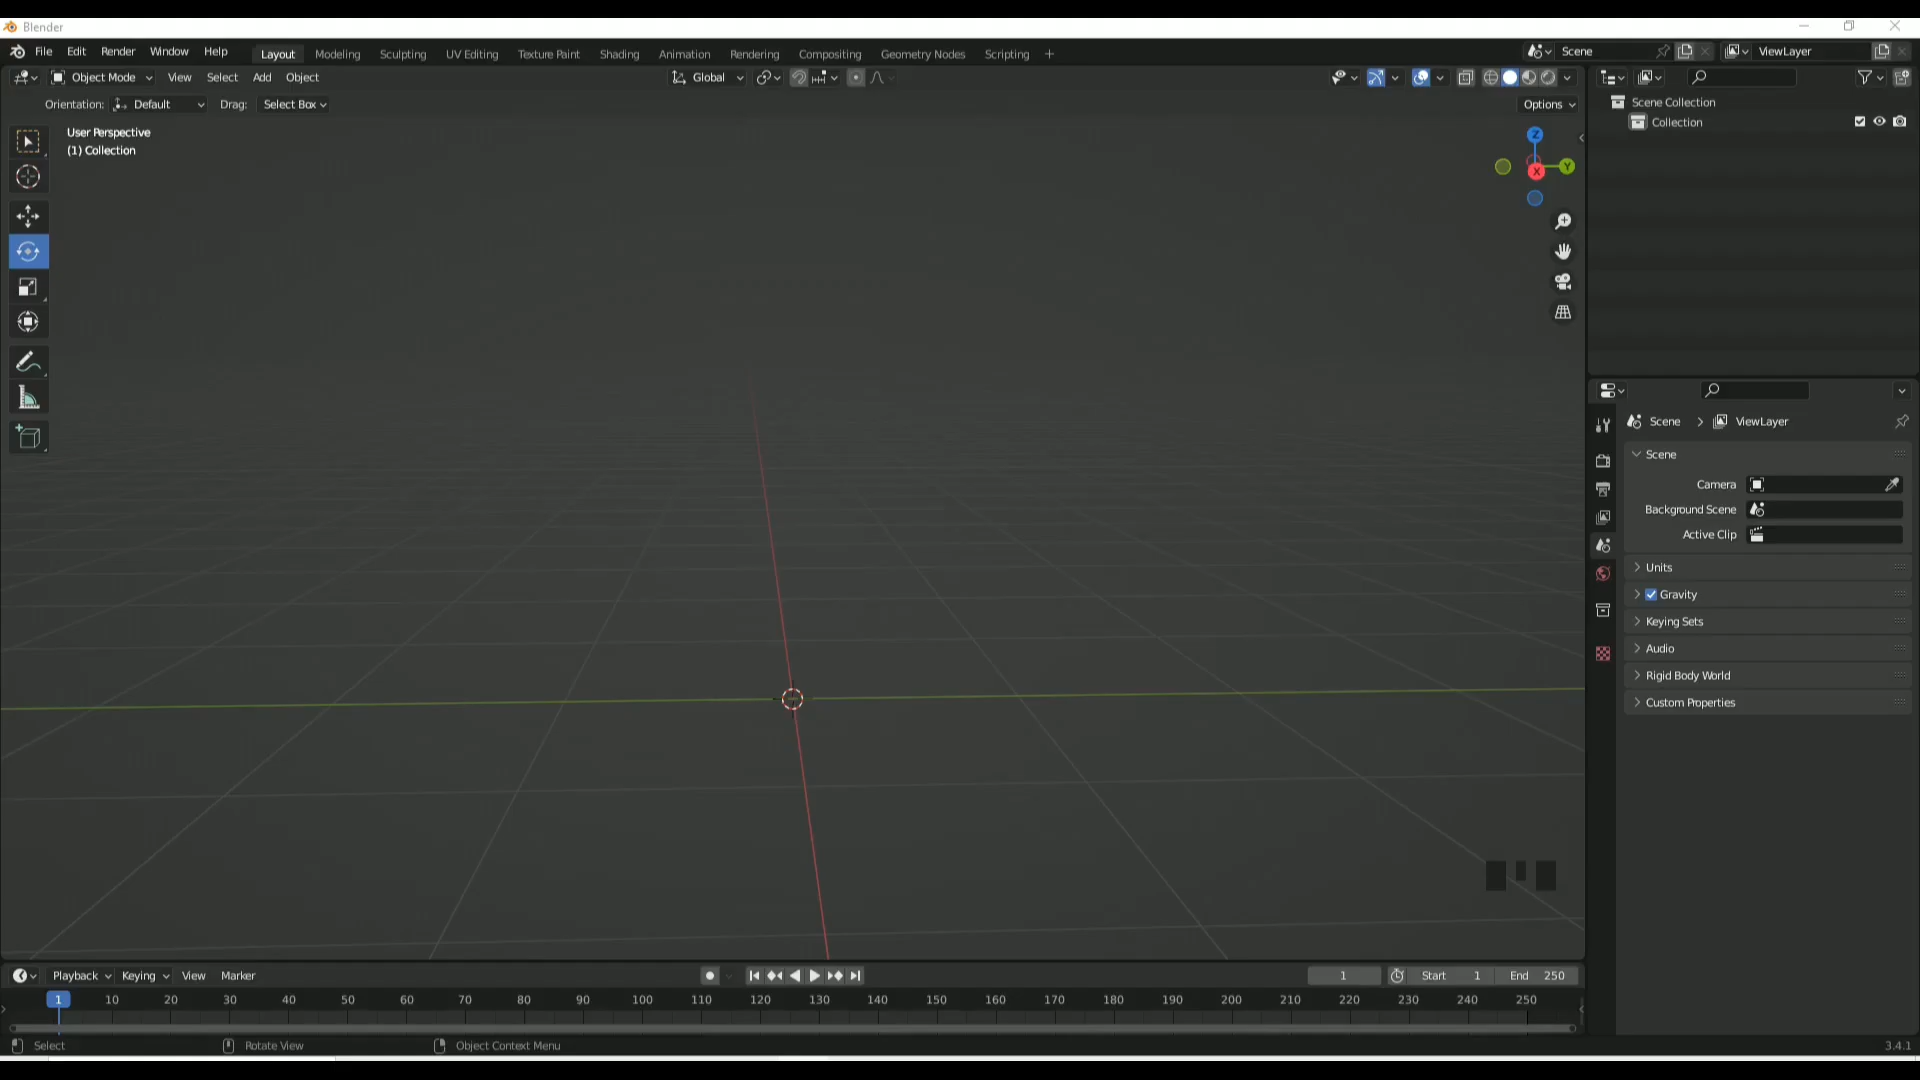 Blender
File Edit Render Window Help Layout Modeling Sculpting UV Editing Texture Paint Shading Animation Rendering Compositing Geometry Nodes Scripting + Scene ViewLayer
Object Mode View Select Add Object Global
Orientation: Default Drag: Select Box Options
User Perspective
(1) Collection
Z
Y
X
Scene Collection
Collection
Scene > ViewLayer
Scene
Camera
Background Scene
Active Clip
Units
Gravity
Keying Sets
Audio
Rigid Body World
Custom Properties
Playback Keying View Marker 1 Start 1 End 250
1 10 20 30 40 50 60 70 80 90 100 110 120 130 140 150 160 170 180 190 200 210 220 230 240 250
Select Rotate View Object Context Menu 3.4.1